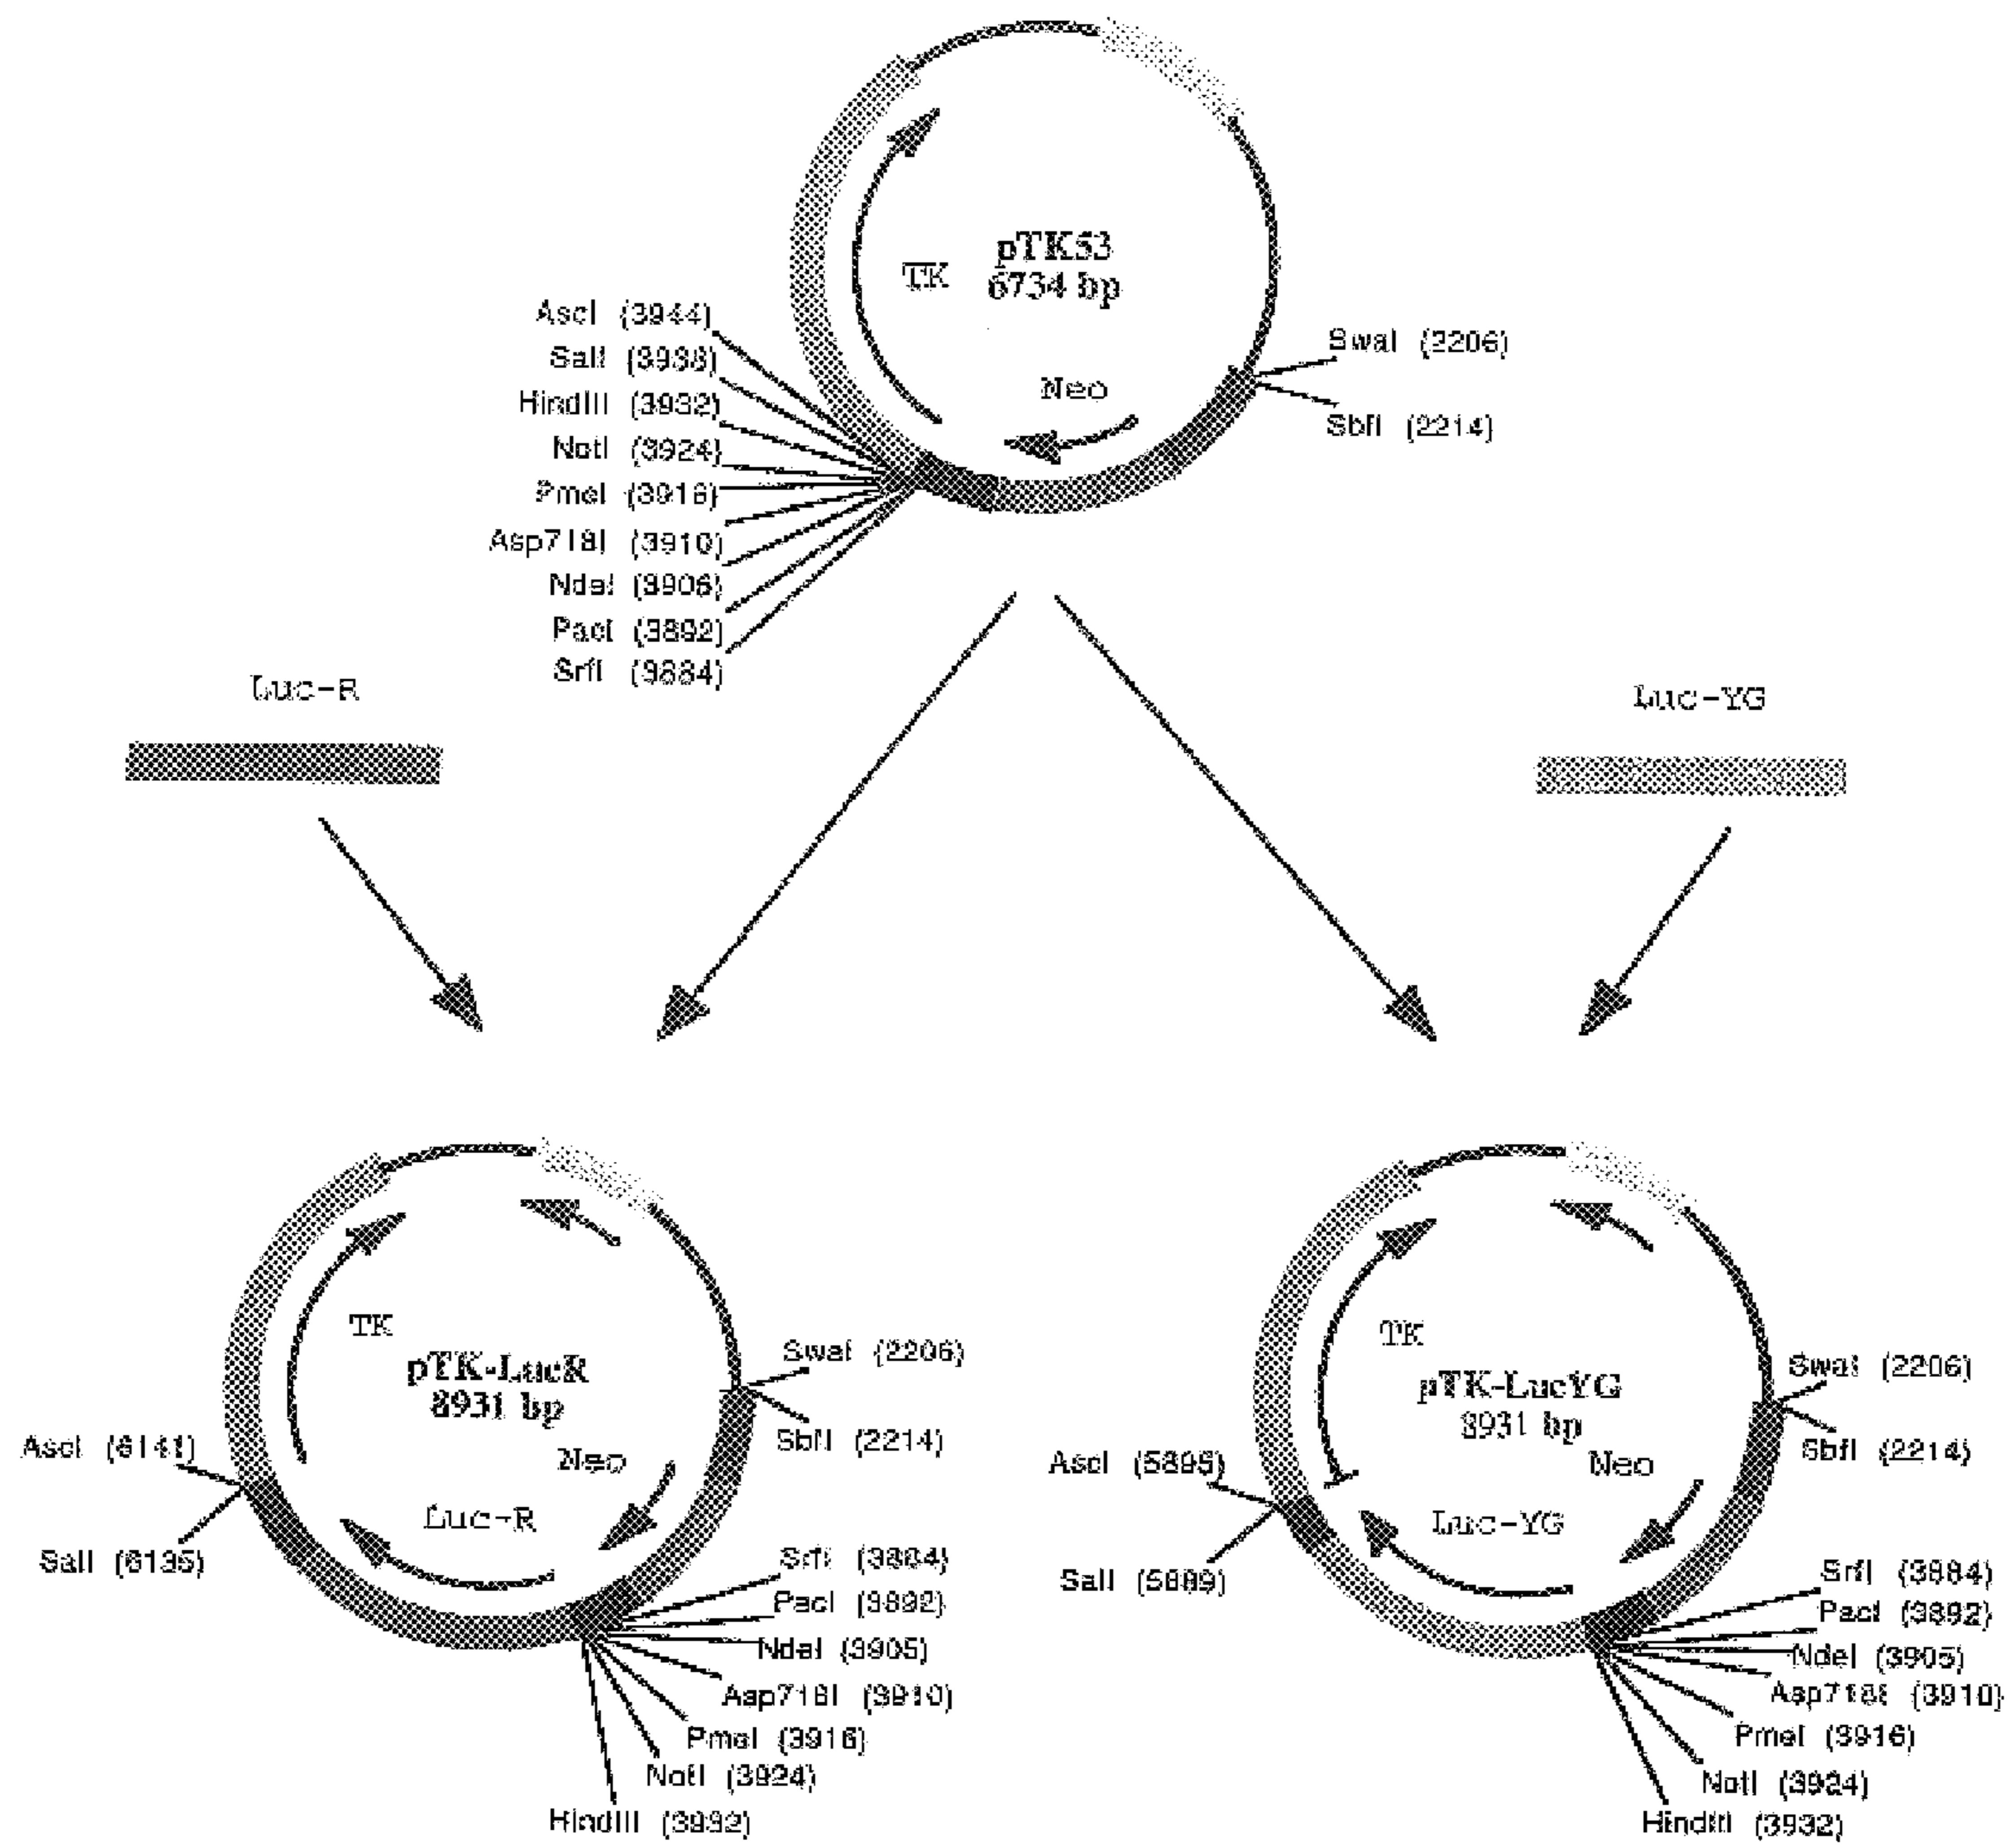 pTK53
6734 bp
TK
Neo
AscI (3944)
SalI (3938)
HindIII (3932)
NotI (3924)
PmeI (3916)
Asp718I (3910)
NdeI (3906)
PacI (3892)
SrfI (3884)
SwaI (2206)
SbfI (2214)
Luc-R
Luc-YG
TK
pTK-LucR
8931 bp
Neo
Luc-R
SwaI (2206)
SbfI (2214)
AscI (6141)
SalI (6135)
SrfI (3884)
PacI (3892)
NdeI (3905)
Asp718I (3910)
PmeI (3916)
NotI (3924)
HindIII (3932)
TK
pTK-LucYG
8931 bp
Neo
Luc-YG
SwaI (2206)
SbfI (2214)
AscI (5895)
SalI (5889)
SrfI (3884)
PacI (3892)
NdeI (3905)
Asp718I (3910)
PmeI (3916)
NotI (3924)
HindIII (3932)